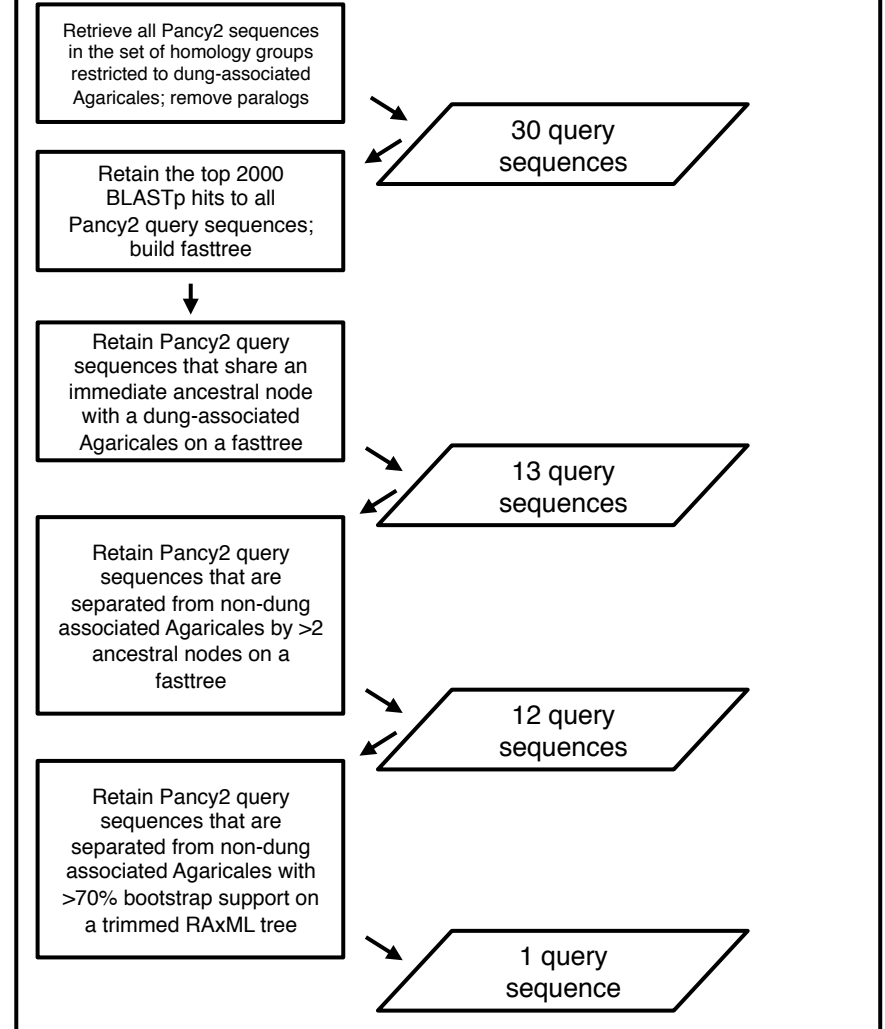 Retrieve all Pancy2 sequences
in the set of homology groups
restricted to dung-associated
Agaricales; remove paralogs
30 query
sequences
Retain the top 2000
BLASTp hits to all
Pancy2 query sequences;
build fasttree
Retain Pancy2 query
sequences that share an
immediate ancestral node
with a dung-associated
Agaricales on a fasttree
13 query
sequences
Retain Pancy2 query
sequences that are
separated from non-dung
associated Agaricales by >2
ancestral nodes on a
fasttree
12 query
sequences
Retain Pancy2 query
sequences that are
separated from non-dung
associated Agaricales with
>70% bootstrap support on
a trimmed RAxML tree
1 query
sequence